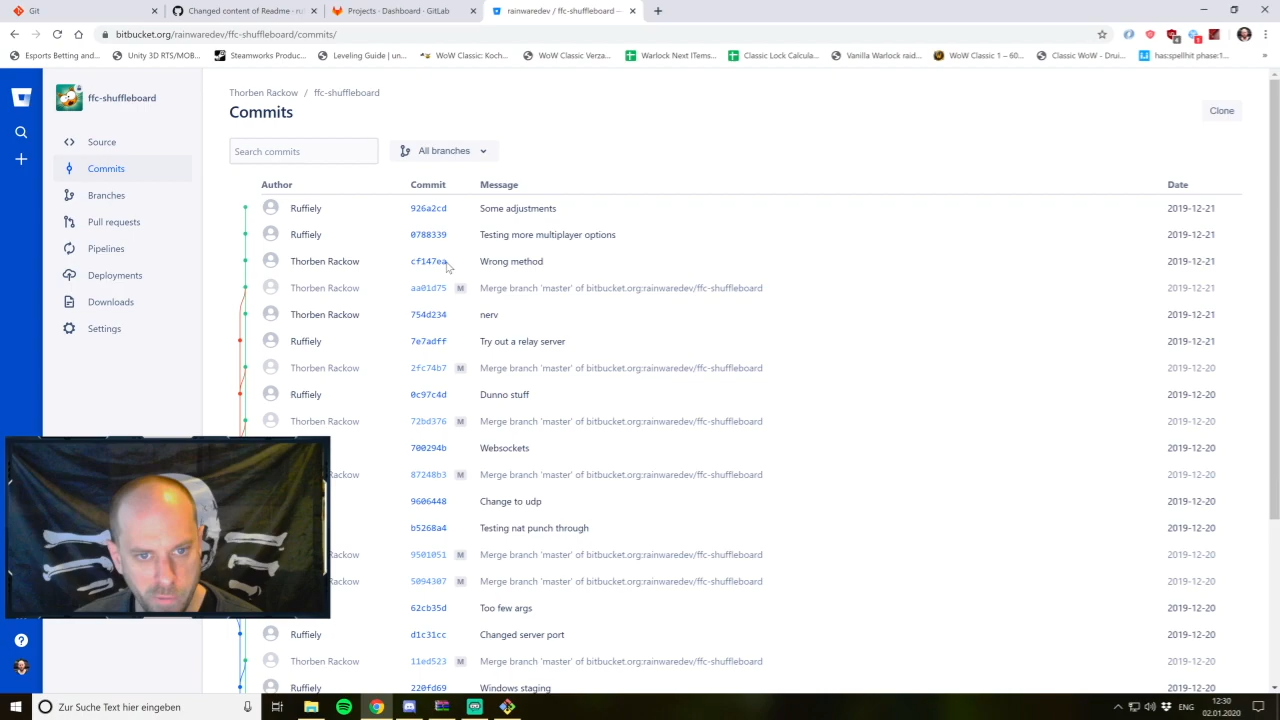 Git
Changed contents of Readme · ru
Projects · Dashboard · GitLab
rainwaredev / ffc-shuffleboard —
bitbucket.org/rainwaredev/ffc-shuffleboard/commits/
Esports Betting and...
Unity 3D RTS/MOB...
Steamworks Produc...
Leveling Guide | un...
WoW Classic: Koch...
WoW Classic Verza...
Warlock Next ITems...
Classic Lock Calcula...
Vanilla Warlock raid...
WoW Classic 1 – 60...
Classic WoW - Drui...
has:spellhit phase:1...
»
ffc-shuffleboard
Source
Commits
Branches
Pull requests
Pipelines
Deployments
Downloads
Settings
Thorben Rackow / ffc-shuffleboard
Commits
Clone
Search commits
All branches
Author Commit Message Date
Ruffiely 926a2cd Some adjustments 2019-12-21
Ruffiely 0788339 Testing more multiplayer options 2019-12-21
Thorben Rackow cf147ea Wrong method 2019-12-21
Thorben Rackow aa01d75 M Merge branch 'master' of bitbucket.org:rainwaredev/ffc-shuffleboard 2019-12-21
Thorben Rackow 754d234 nerv 2019-12-21
Ruffiely 7e7adff Try out a relay server 2019-12-21
Thorben Rackow 2fc74b7 M Merge branch 'master' of bitbucket.org:rainwaredev/ffc-shuffleboard 2019-12-20
Ruffiely 0c97c4d Dunno stuff 2019-12-20
Thorben Rackow 72bd376 M Merge branch 'master' of bitbucket.org:rainwaredev/ffc-shuffleboard 2019-12-20
700294b Websockets 2019-12-20
Rackow 87248b3 M Merge branch 'master' of bitbucket.org:rainwaredev/ffc-shuffleboard 2019-12-20
9606448 Change to udp 2019-12-20
b5268a4 Testing nat punch through 2019-12-20
Rackow 9501051 M Merge branch 'master' of bitbucket.org:rainwaredev/ffc-shuffleboard 2019-12-20
Rackow 5094307 M Merge branch 'master' of bitbucket.org:rainwaredev/ffc-shuffleboard 2019-12-20
62cb35d Too few args 2019-12-20
Ruffiely d1c31cc Changed server port 2019-12-20
Thorben Rackow 11ed523 M Merge branch 'master' of bitbucket.org:rainwaredev/ffc-shuffleboard 2019-12-20
Ruffiely 220fd69 Windows staging 2019-12-20
Zur Suche Text hier eingeben
ENG
12:30
02.01.2020